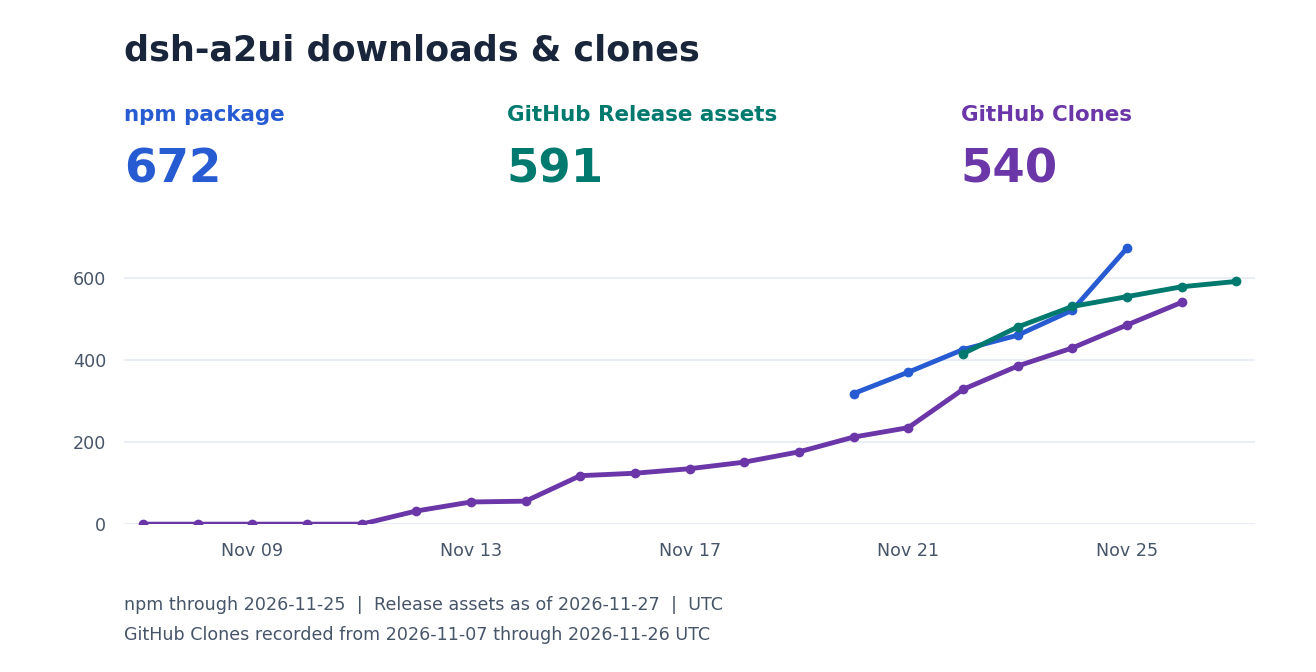 dsh-a2ui downloads & clones
npm package
GitHub Release assets
GitHub Clones
672
591
540
600
400
200
0
Nov 09
Nov 13
Nov 17
Nov 21
Nov 25
npm through 2026-11-25 | Release assets as of 2026-11-27 | UTC
GitHub Clones recorded from 2026-11-07 through 2026-11-26 UTC